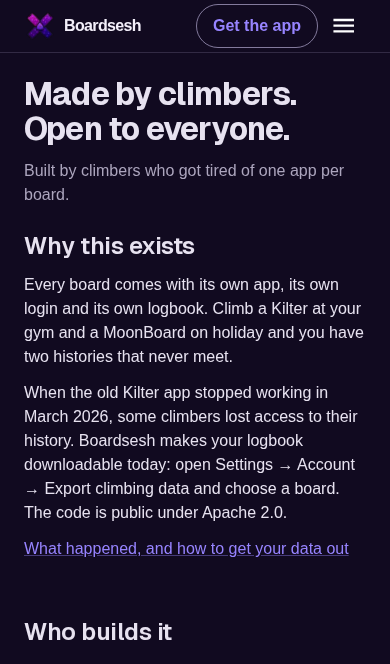 Boardsesh
Get the app
Made by climbers.
Open to everyone.
Built by climbers who got tired of one app per
board.
Why this exists
Every board comes with its own app, its own
login and its own logbook. Climb a Kilter at your
gym and a MoonBoard on holiday and you have
two histories that never meet.
When the old Kilter app stopped working in
March 2026, some climbers lost access to their
history. Boardsesh makes your logbook
downloadable today: open Settings → Account
→ Export climbing data and choose a board.
The code is public under Apache 2.0.
What happened, and how to get your data out
Who builds it